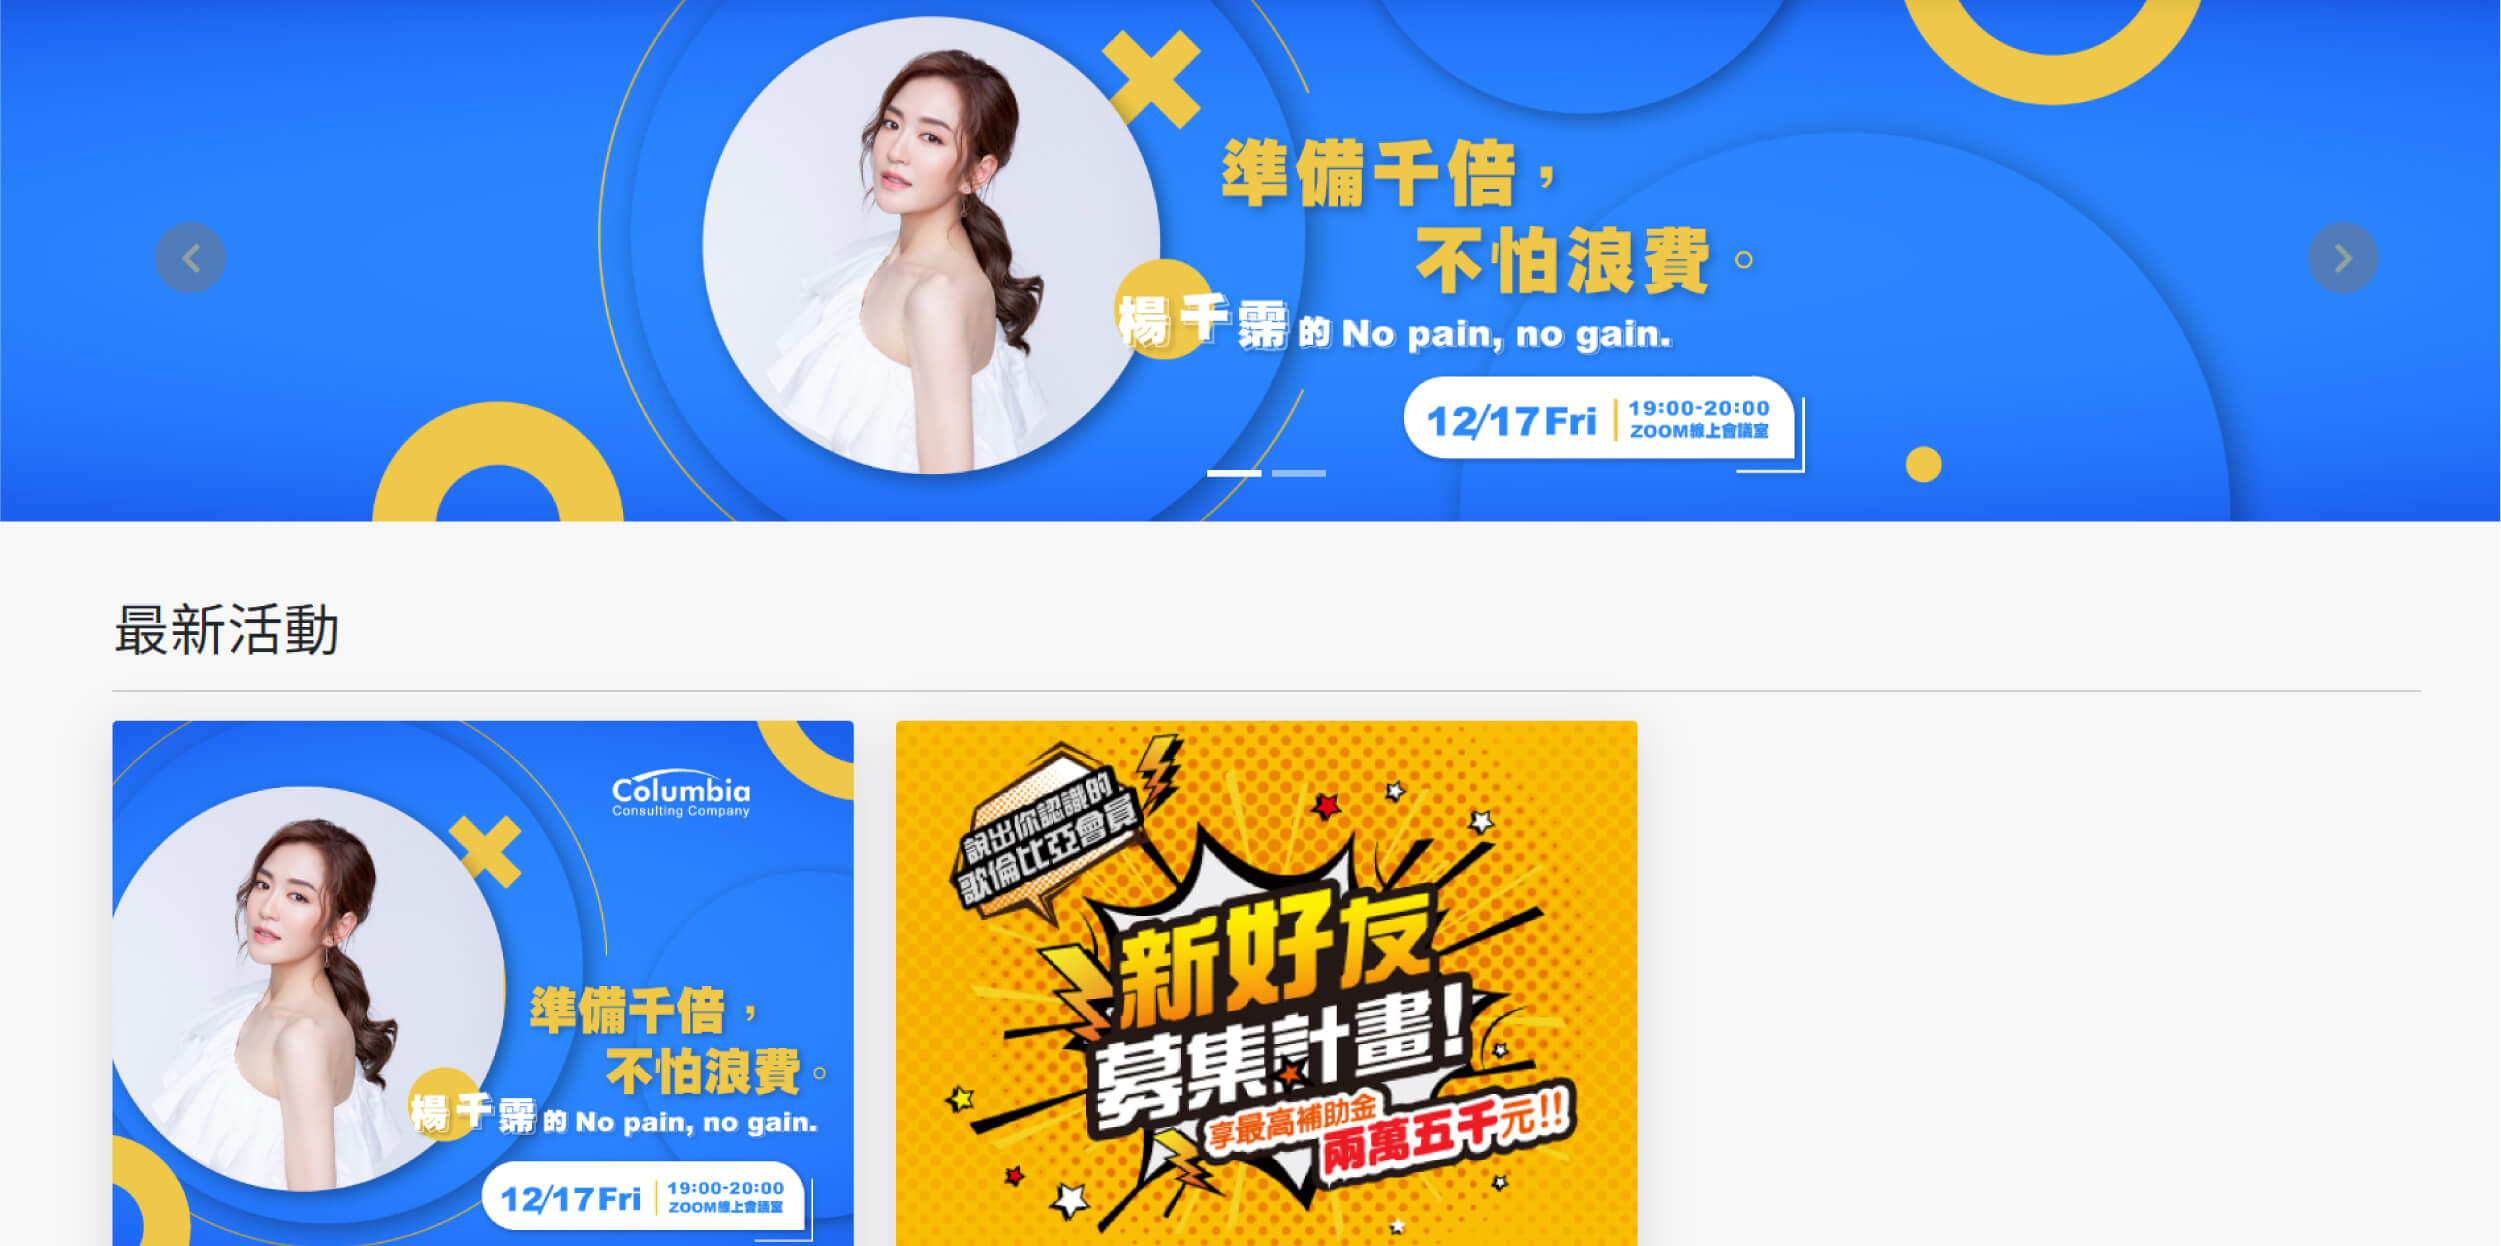 準備千倍，
不怕浪費。
楊千霈的 No pain, no gain.
12/17 Fri
19:00-20:00
ZOOM線上會議室
最新活動
Columbia
Consulting Company
準備千倍，
不怕浪費。
楊千霈的 No pain, no gain.
12/17 Fri
19:00-20:00
ZOOM線上會議室
說出你認識的
歌倫比亞會員
新好友
募集計畫!
享最高補助金
兩萬五千元!!